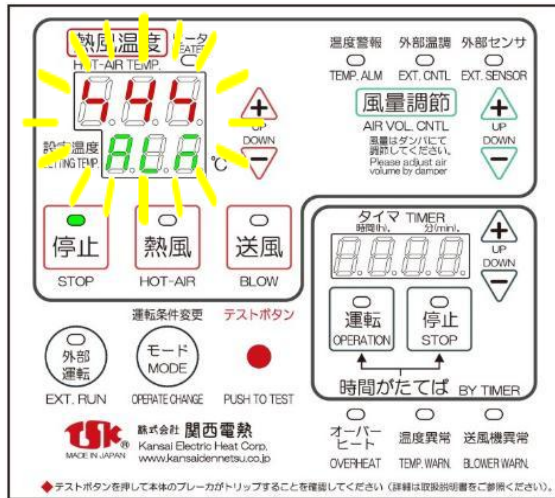 熱風温度
ヒータ
HEATER
HOT-AIR TEMP.
545
設定温度
SETTING TEMP.
ALM
℃
UP
DOWN
停止
STOP
熱風
HOT-AIR
送風
BLOW
温度警報
TEMP. ALM
外部温調
EXT. CNTL
外部センサ
EXT. SENSOR
風量調節
AIR VOL. CNTL
風量はダンパにて
調節してください。
Please adjust air
volume by damper
UP
DOWN
タイマ TIMER
時間(h). 分(min).
8.8.8.8.
UP
DOWN
運転
OPERATION
停止
STOP
時間がたてば BY TIMER
外部
運転
EXT. RUN
運転条件変更
モード
MODE
OPERATE CHANGE
テストボタン
PUSH TO TEST
TSK
MADE IN JAPAN
株式会社 関西電熱
Kansai Electric Heat Corp.
www.kansaidennetsu.co.jp
オーバー
ヒート
OVERHEAT
温度異常
TEMP. WARN.
送風機異常
BLOWER WARN.
◆テストボタンを押して本体のブレーカがトリップすることを確認してください(詳細は取扱説明書をご参照ください)。